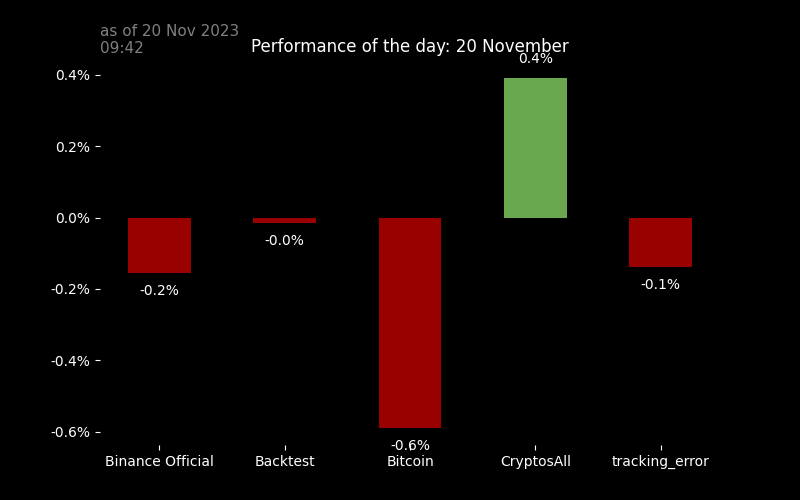 as of 20 Nov 2023
09:42
Performance of the day: 20 November
0.4%
0.4%
0.2%
0.0%
-0.0%
-0.2%
-0.2%
-0.1%
-0.4%
-0.6%
-0.6%
Binance Official
Backtest
Bitcoin
CryptosAll
tracking_error